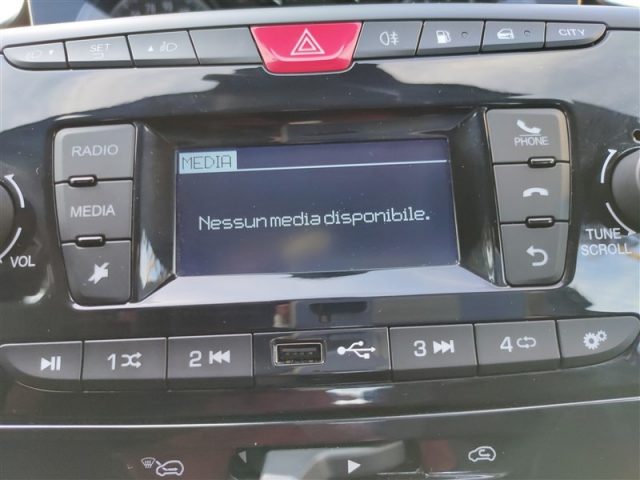 SET
CITY
RADIO
MEDIA
PHONE
MEDIA
Nessun media disponibile.
VOL
TUNE
SCROLL
1
2
3
4